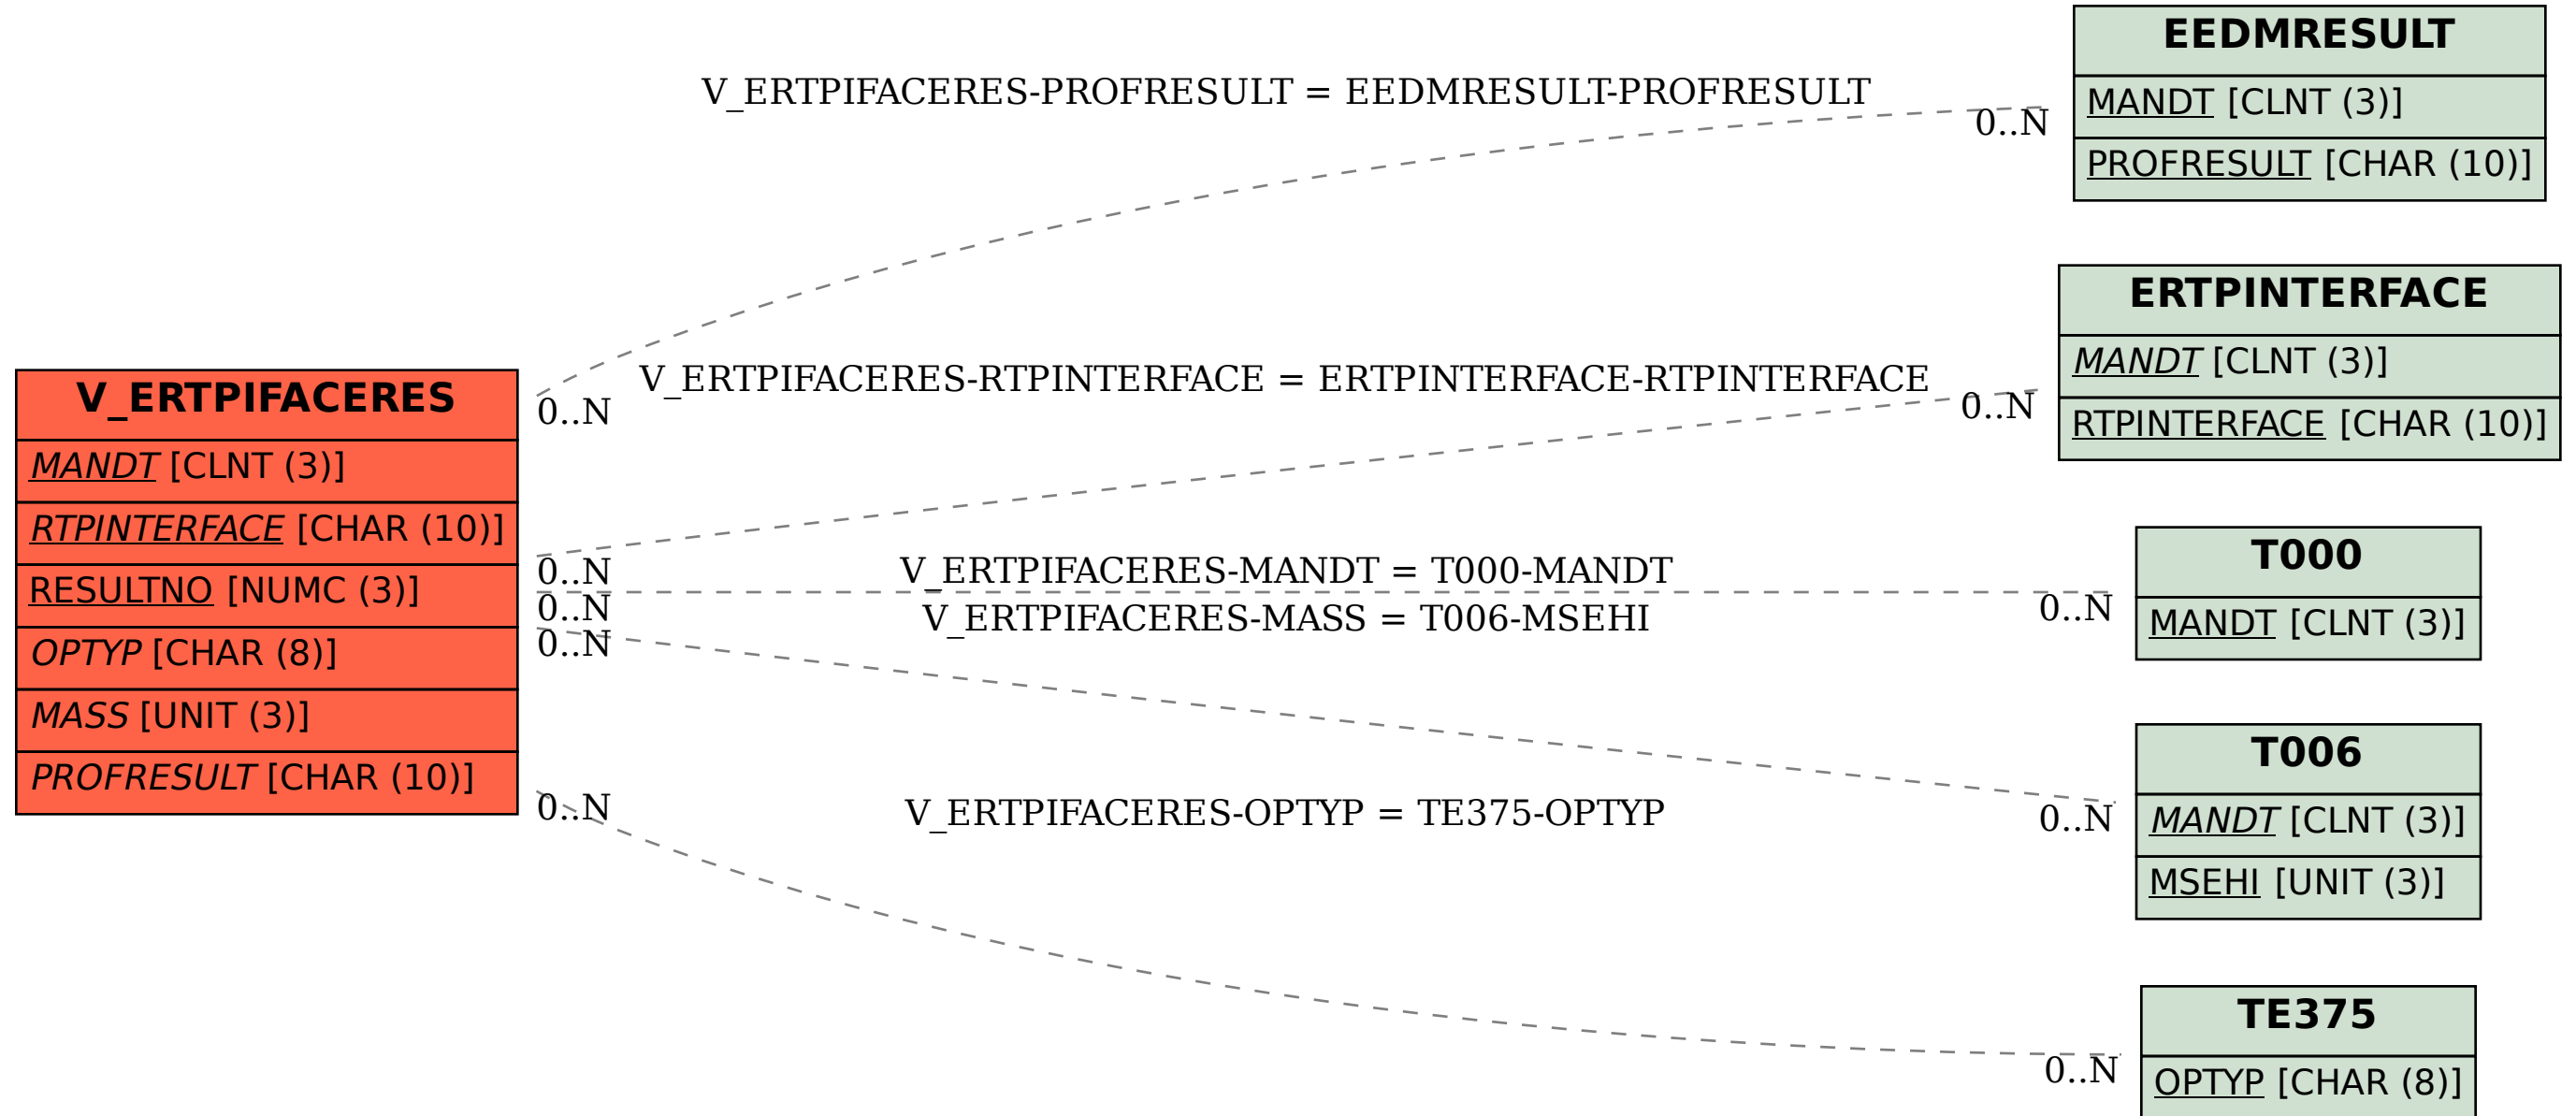 EEDMRESULT
MANDT [CLNT (3)]
PROFRESULT [CHAR (10)]
V_ERTPIFACERES-PROFRESULT = EEDMRESULT-PROFRESULT
0..N
0..N
ERTPINTERFACE
MANDT [CLNT (3)]
RTPINTERFACE [CHAR (10)]
V_ERTPIFACERES-RTPINTERFACE = ERTPINTERFACE-RTPINTERFACE
0..N
0..N
V_ERTPIFACERES
MANDT [CLNT (3)]
RTPINTERFACE [CHAR (10)]
RESULTNO [NUMC (3)]
OPTYP [CHAR (8)]
MASS [UNIT (3)]
PROFRESULT [CHAR (10)]
V_ERTPIFACERES-MANDT = T000-MANDT
0..N
0..N
T000
MANDT [CLNT (3)]
V_ERTPIFACERES-MASS = T006-MSEHI
0..N
0..N
T006
MANDT [CLNT (3)]
MSEHI [UNIT (3)]
V_ERTPIFACERES-OPTYP = TE375-OPTYP
0..N
0..N
TE375
OPTYP [CHAR (8)]